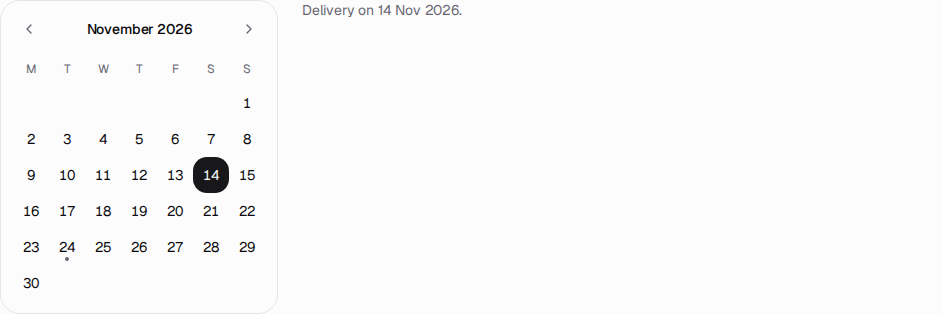 November 2026
M T W T F S S
1
2 3 4 5 6 7 8
9 10 11 12 13 14 15
16 17 18 19 20 21 22
23 24 25 26 27 28 29
30
Delivery on 14 Nov 2026.